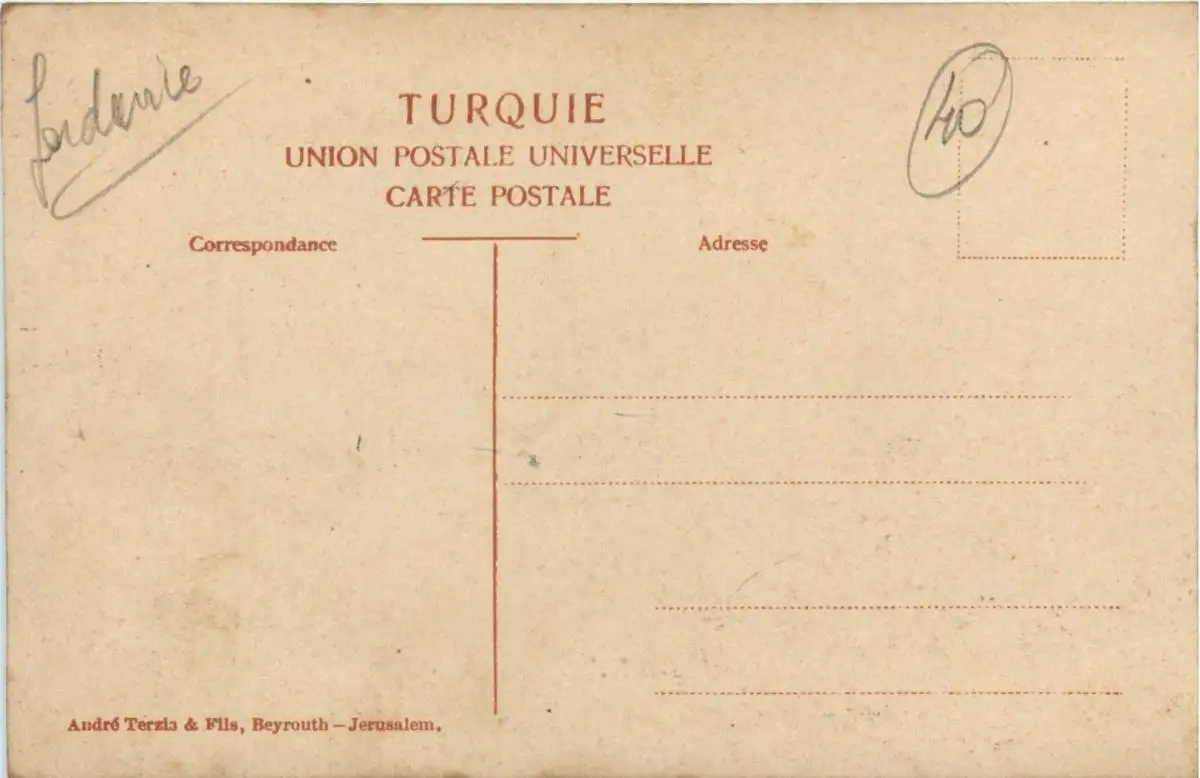 Jordanie
40
TURQUIE
UNION POSTALE UNIVERSELLE
CARTE POSTALE
Correspondance
Adresse
André Terzis & Fils, Beyrouth — Jerusalem.